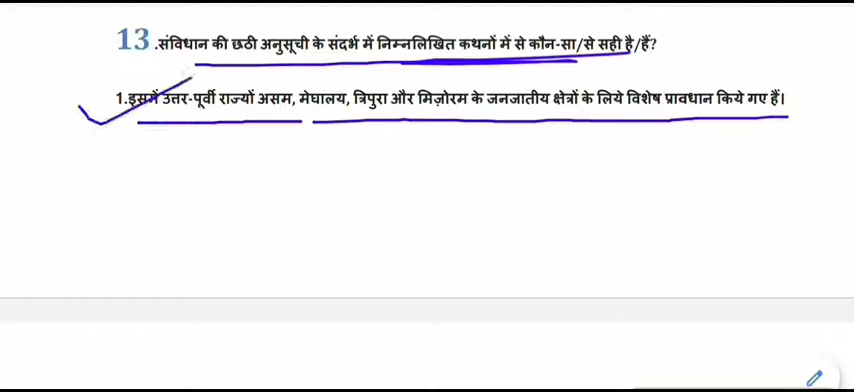 13 .संविधान की छठी अनुसूची के संदर्भ में निम्नलिखित कथनों में से कौन-सा/से सही है/हैं?
1.इसमें उत्तर-पूर्वी राज्यों असम, मेघालय, त्रिपुरा और मिज़ोरम के जनजातीय क्षेत्रों के लिये विशेष प्रावधान किये गए हैं।